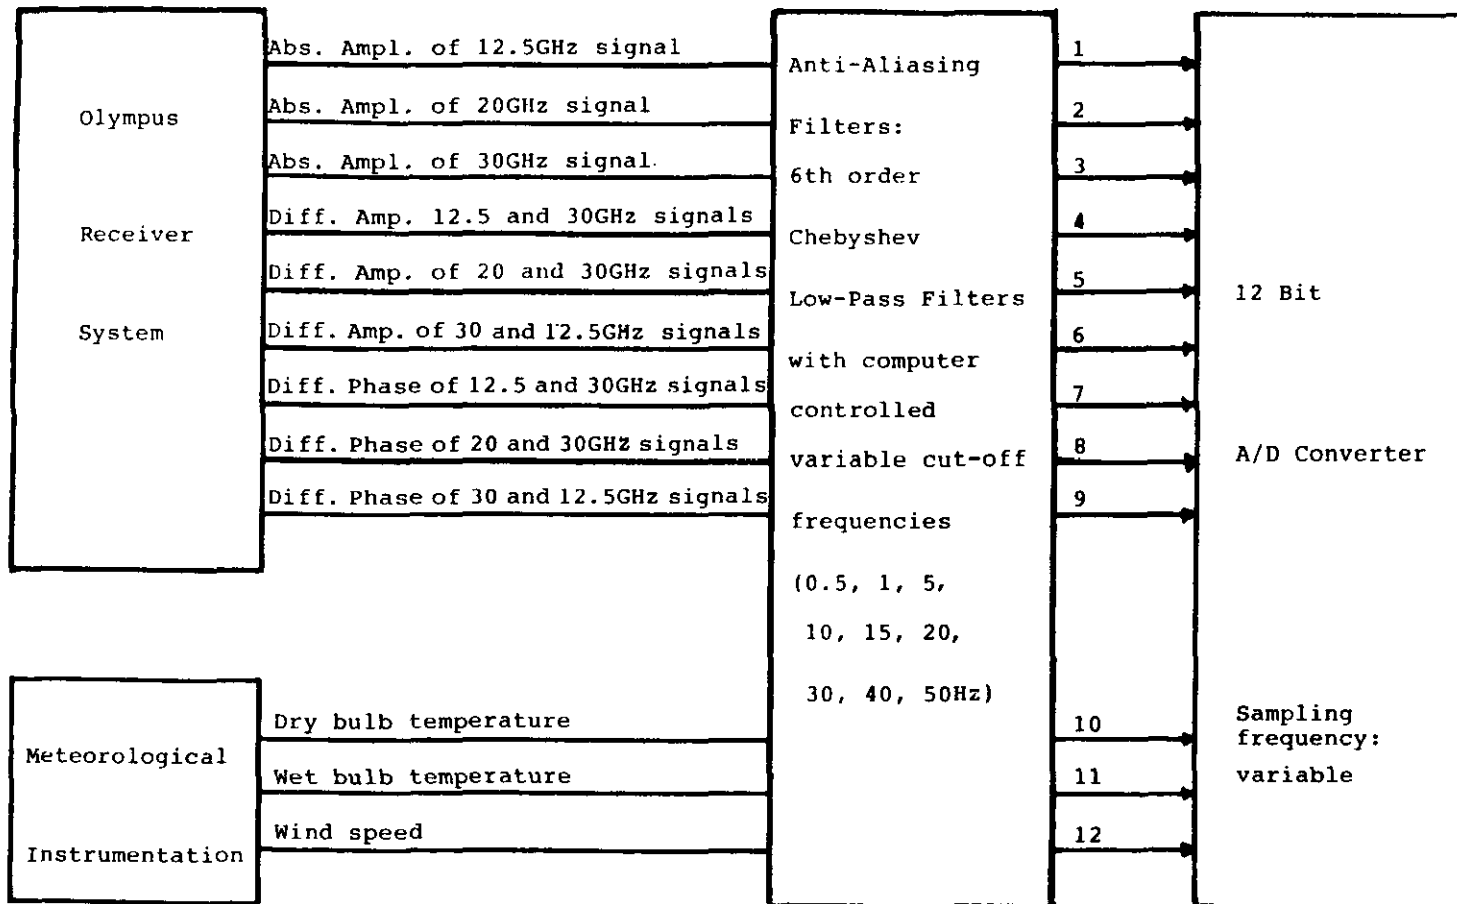 Olympus
Receiver
System
Abs. Ampl. of 12.5GHz signal
Abs. Ampl. of 20GHz signal
Abs. Ampl. of 30GHz signal
Diff. Amp. 12.5 and 30GHz signals
Diff. Amp. of 20 and 30GHz signals
Diff. Amp. of 30 and 12.5GHz signals
Diff. Phase of 12.5 and 30GHz signals
Diff. Phase of 20 and 30GHz signals
Diff. Phase of 30 and 12.5GHz signals
Meteorological
Instrumentation
Dry bulb temperature
Wet bulb temperature
Wind speed
Anti-Aliasing
Filters:
6th order
Chebyshev
Low-Pass Filters
with computer
controlled
variable cut-off
frequencies
(0.5, 1, 5,
10, 15, 20,
30, 40, 50Hz)
1
2
3
4
5
6
7
8
9
10
11
12
12 Bit
A/D Converter
Sampling
frequency:
variable